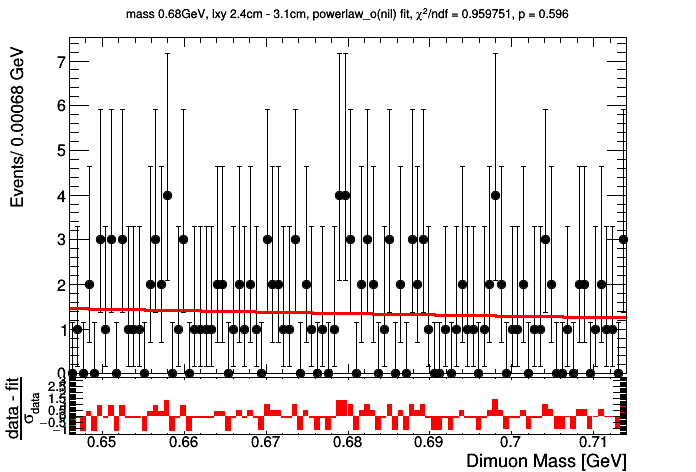 mass 0.68GeV, lxy 2.4cm - 3.1cm, powerlaw_o(nil) fit, χ²/ndf = 0.959751, p = 0.596
Events/ 0.00068 GeV
7
6
5
4
3
2
1
0
data - fit
σdata
0.65 0.66 0.67 0.68 0.69 0.7 0.71
Dimuon Mass [GeV]